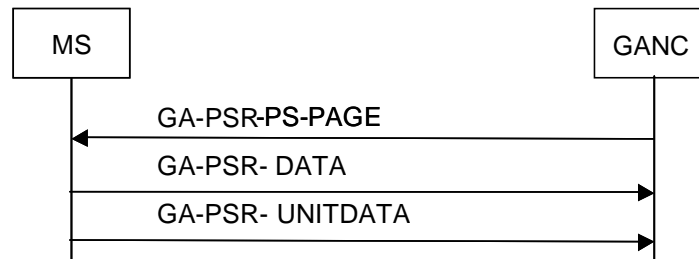 MS
GANC
GA-PSR-PS-PAGE
GA-PSR- DATA
GA-PSR- UNITDATA